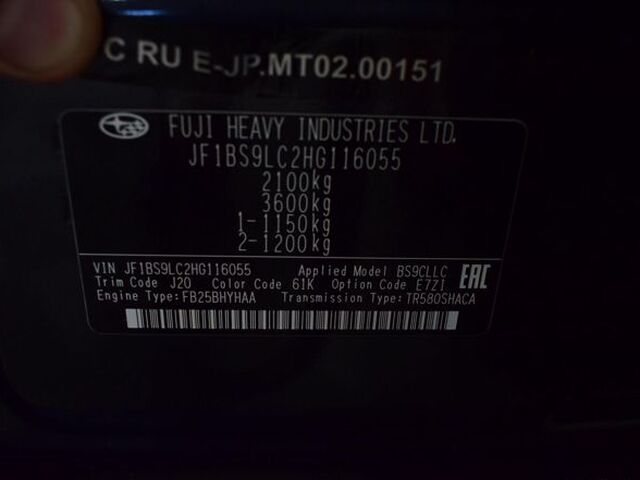 C RU E-JP.MT02.00151
FUJI HEAVY INDUSTRIES LTD.
JF1BS9LC2HG116055
2100kg
3600kg
1-1150kg
2-1200kg
VIN JF1BS9LC2HG116055 Applied Model BS9CLLC
Trim Code J20 Color Code 61K Option Code E7ZI
Engine Type:FB25BHYHAA Transmission Type:TR580SHACA
EAC